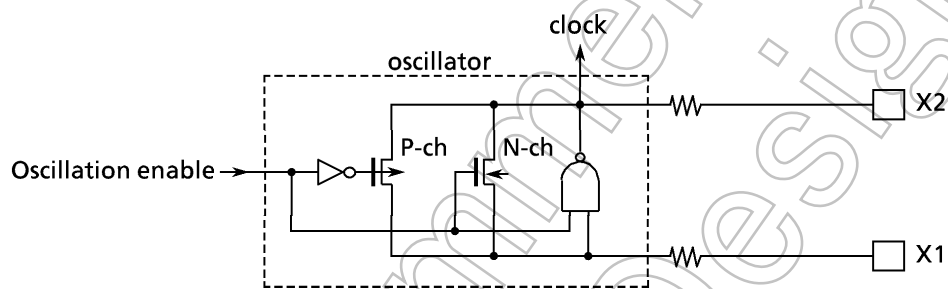 clock
oscillator
X2
P-ch
N-ch
Oscillation enable
X1